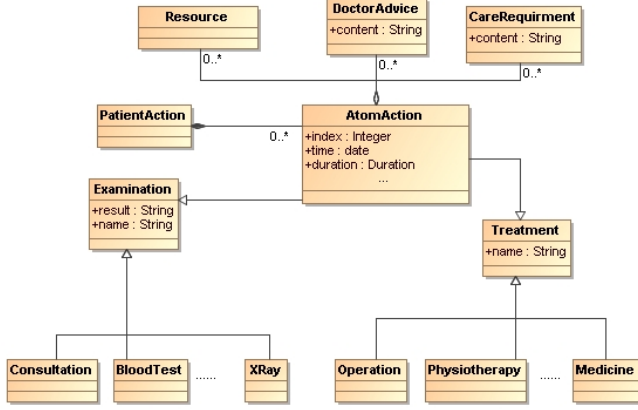 Resource
DoctorAdvice
+content : String
CareRequirment
+content : String
0..*
0..*
0..*
PatientAction
0..*
AtomAction
+index : Integer
+time : date
+duration : Duration
...
Examination
+result : String
+name : String
Treatment
+name : String
Consultation
BloodTest
......
XRay
Operation
Physiotherapy
......
Medicine